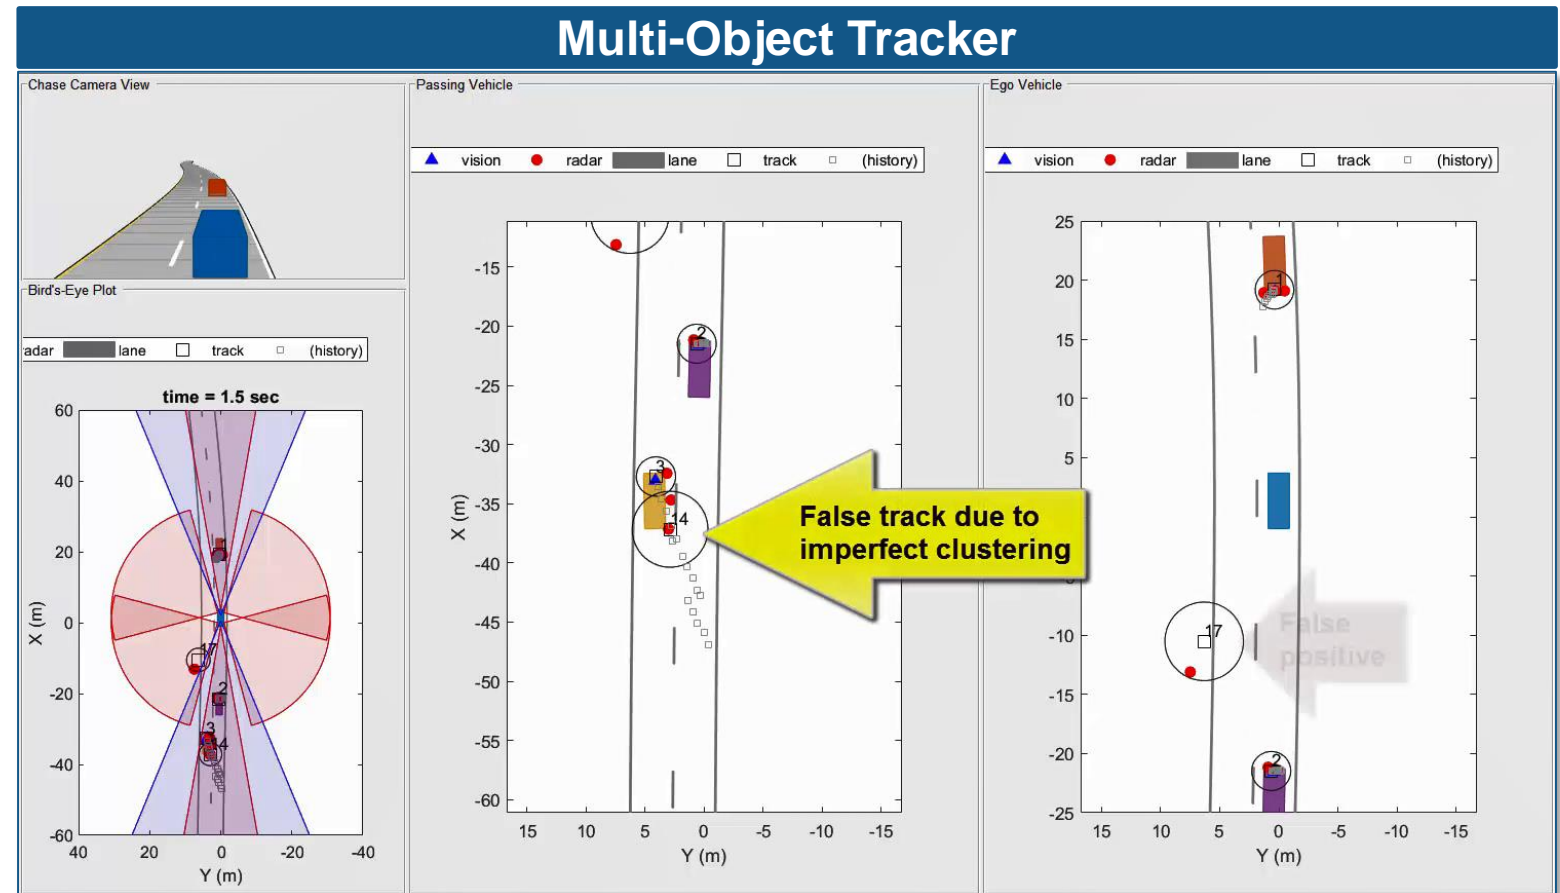 Multi-Object Tracker
Chase Camera View
Bird's-Eye Plot
adar lane track (history)
time = 1.5 sec
60
40
20
0
-20
-40
-60
X (m)
17
2
3
14
40 20 0 -20 -40
Y (m)
Passing Vehicle
vision radar lane track (history)
-15
-20
-25
-30
-35
-40
-45
-50
-55
-60
X (m)
2
3
14
15 10 5 0 -5 -10 -15
Y (m)
False track due to
imperfect clustering
Ego Vehicle
vision radar lane track (history)
25
20
15
10
5
-10
-15
-20
-25
1
17
2
False
positive
15 10 5 0 -5 -10 -15
Y (m)